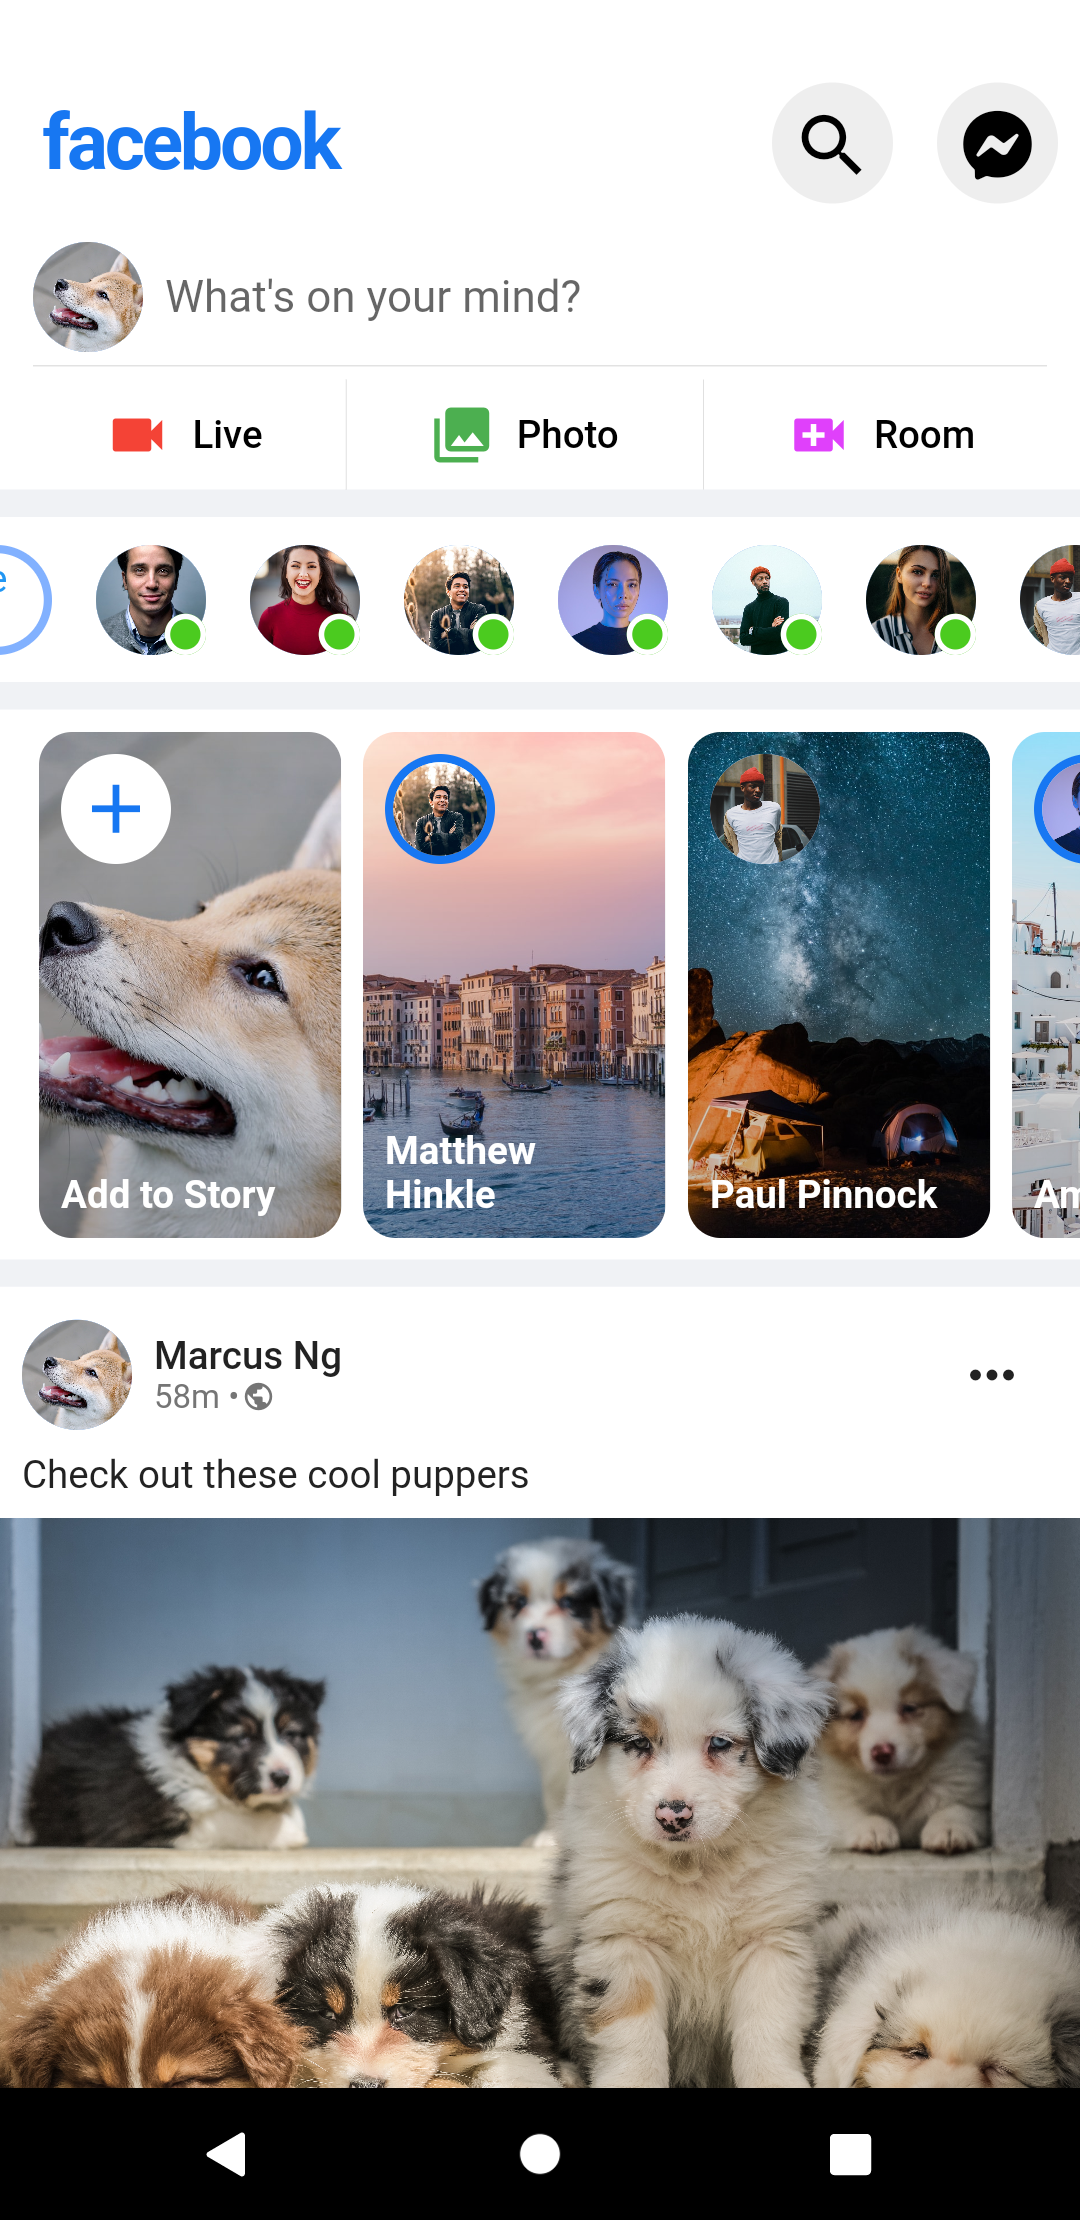 facebook
What's on your mind?
Live
Photo
Room
e
Add to Story
Matthew
Hinkle
Paul Pinnock
Am
Marcus Ng
58m •
Check out these cool puppers